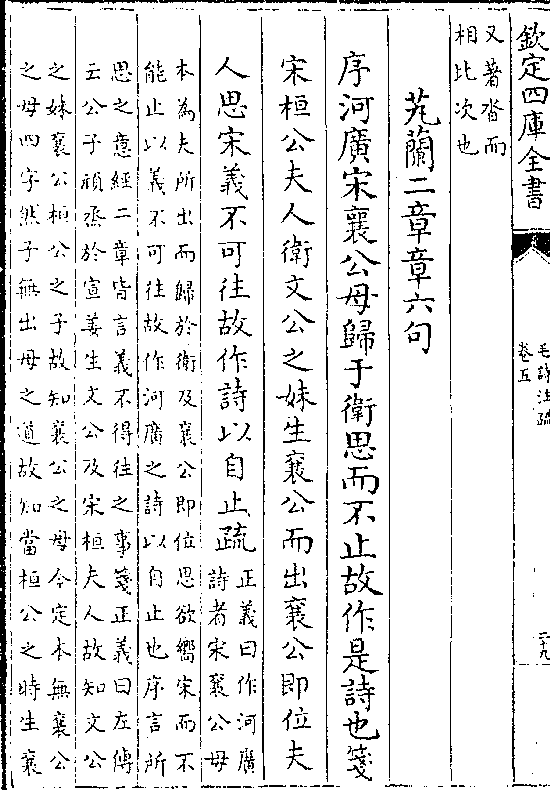 欽定四庫全書
毛詩注疏
卷五
二十九
又著沓而
相比次也
芄蘭二章章六句
序河廣宋襄公母歸于衛思而不止故作是詩也箋
宋桓公夫人衛文公之妹生襄公而出襄公即位夫
人思宋義不可往故作詩以自止疏
正義曰作河廣
詩者宋襄公母
本為夫所出而歸於衛及襄公即位思欲嚮宋而不
能止以義不可往故作河廣之詩以自止也序言所
思之意經二章皆言義不得往之事箋正義曰左傳
云公子頑烝於宣姜生文公及宋桓夫人故知文公
之妹襄公桓公之子故知襄公之母今定本無襄公
之母四字然子無出母之道故知當桓公之時生襄